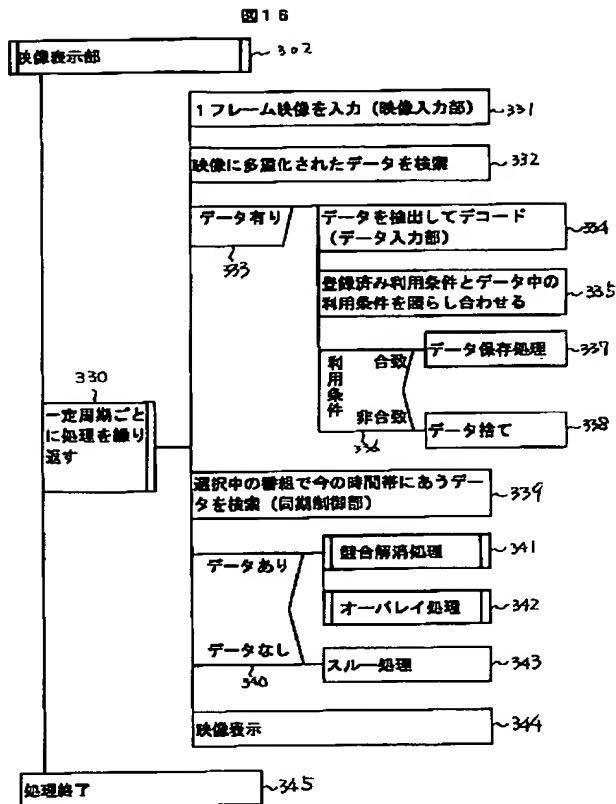 図16
映像表示部
302
1フレーム映像を入力（映像入力部）
331
映像に多重化されたデータを検索
332
データ有り
333
データを抽出してデコード
（データ入力部）
334
登録済み利用条件とデータ中の
利用条件を照らし合わせる
335
利用条件
合致
データ保存処理
337
非合致
336
データ捨て
338
330
一定周期ごと
に処理を繰り
返す
選択中の番組で今の時間帯にあうデー
タを検索（同期制御部）
339
データあり
競合解消処理
341
オーバレイ処理
342
データなし
340
スルー処理
343
映像表示
344
処理終了
345